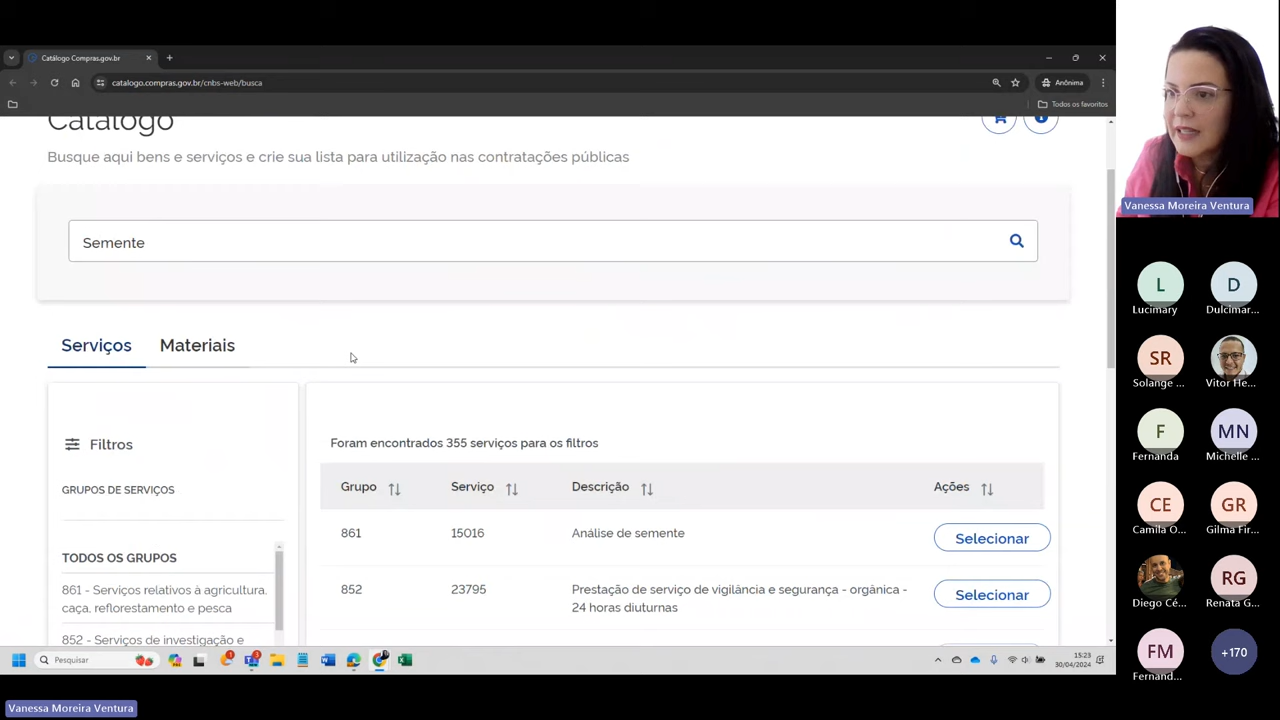 Catálogo Compras.gov.br
catalogo.compras.gov.br/cnbs-web/busca
Anônima
Todos os favoritos
Catálogo
Busque aqui bens e serviços e crie sua lista para utilização nas contratações públicas
Semente
Serviços
Materiais
Filtros
GRUPOS DE SERVIÇOS
TODOS OS GRUPOS
861 - Serviços relativos à agricultura,
caça, reflorestamento e pesca
852 - Serviços de investigação e
Foram encontrados 355 serviços para os filtros
Grupo Serviço Descrição Ações
861 15016 Análise de semente Selecionar
852 23795 Prestação de serviço de vigilância e segurança - orgânica -
24 horas diuturnas
Selecionar
Pesquisar
15:23
30/04/2024
Vanessa Moreira Ventura
Vanessa Moreira Ventura
L
Lucimary
D
Dulcimar...
SR
Solange ...
Vitor He...
F
Fernanda
MN
Michelle ...
CE
Camila O...
GR
Gilma Fir...
Diego Cé...
RG
Renata G...
FM
Fernand...
+170